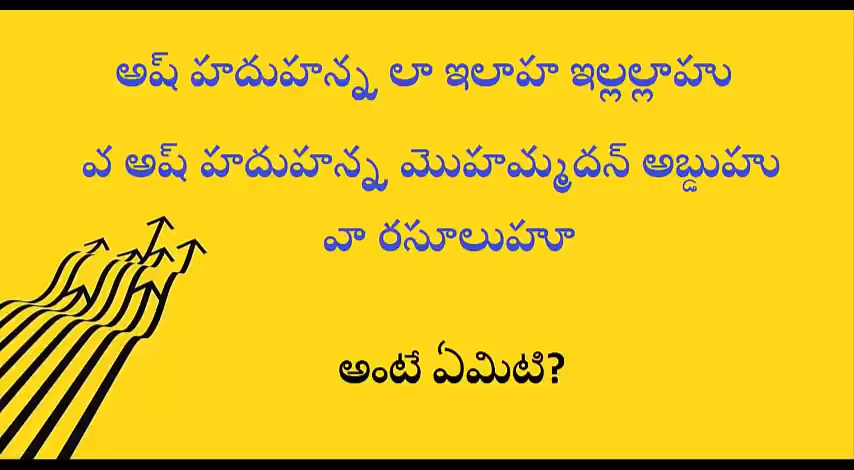 అష్ హదుహన్న లా ఇలాహ ఇల్లల్లాహు
వ అష్ హదుహన్న మొహమ్మదన్ అబ్దుహు
వా రసూలుహూ
అంటే ఏమిటి?